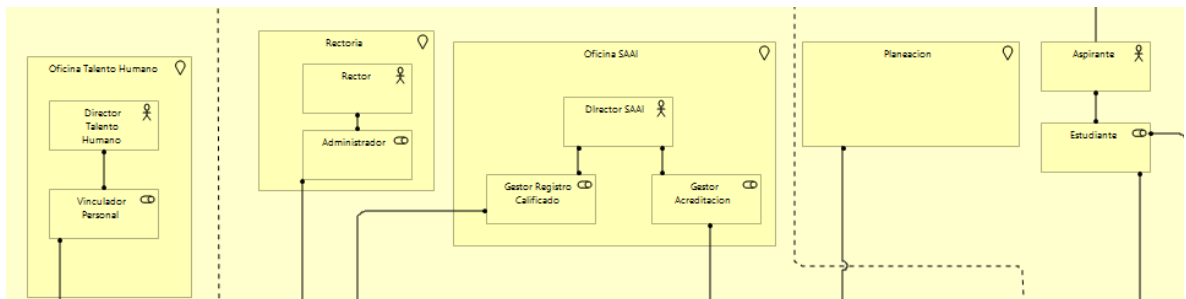 Oficina Talento Humano
Director
Talento
Humano
Vinculador
Personal
Rectoria
Rector
Administrador
Oficina SAAI
DIrector SAAI
Gestor Registro
Calificado
Gestor
Acreditacion
Planeacion
Aspirante
Estudiante